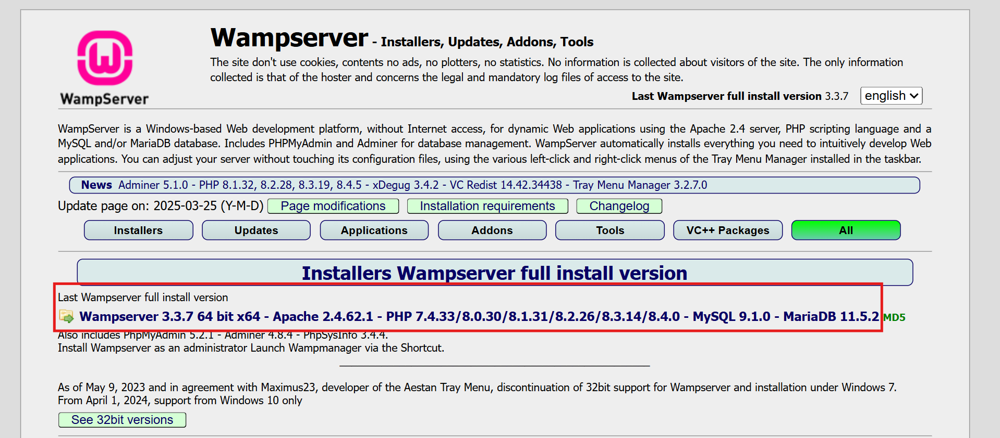 Wampserver - Installers, Updates, Addons, Tools
The site don't use cookies, contents no ads, no plotters, no statistics. No information is collected about visitors of the site. The only information
collected is that of the hoster and concerns the legal and mandatory log files of access to the site.
WampServer
Last Wampserver full install version 3.3.7 english
WampServer is a Windows-based Web development platform, without Internet access, for dynamic Web applications using the Apache 2.4 server, PHP scripting language and a
MySQL and/or MariaDB database. Includes PHPMyAdmin and Adminer for database management. WampServer automatically installs everything you need to intuitively develop Web
applications. You can adjust your server without touching its configuration files, using the various left-click and right-click menus of the Tray Menu Manager installed in the taskbar.
News Adminer 5.1.0 - PHP 8.1.32, 8.2.28, 8.3.19, 8.4.5 - xDegug 3.4.2 - VC Redist 14.42.34438 - Tray Menu Manager 3.2.7.0
Update page on: 2025-03-25 (Y-M-D) Page modifications Installation requirements Changelog
Installers Updates Applications Addons Tools VC++ Packages All
Installers Wampserver full install version
Last Wampserver full install version
Wampserver 3.3.7 64 bit x64 - Apache 2.4.62.1 - PHP 7.4.33/8.0.30/8.1.31/8.2.26/8.3.14/8.4.0 - MySQL 9.1.0 - MariaDB 11.5.2 MD5
Also includes PhpMyAdmin 5.2.1 - Adminer 4.8.4 - PhpSysInfo 3.4.4.
Install Wampserver as an administrator Launch Wampmanager via the Shortcut.
As of May 9, 2023 and in agreement with Maximus23, developer of the Aestan Tray Menu, discontinuation of 32bit support for Wampserver and installation under Windows 7.
From April 1, 2024, support from Windows 10 only
See 32bit versions